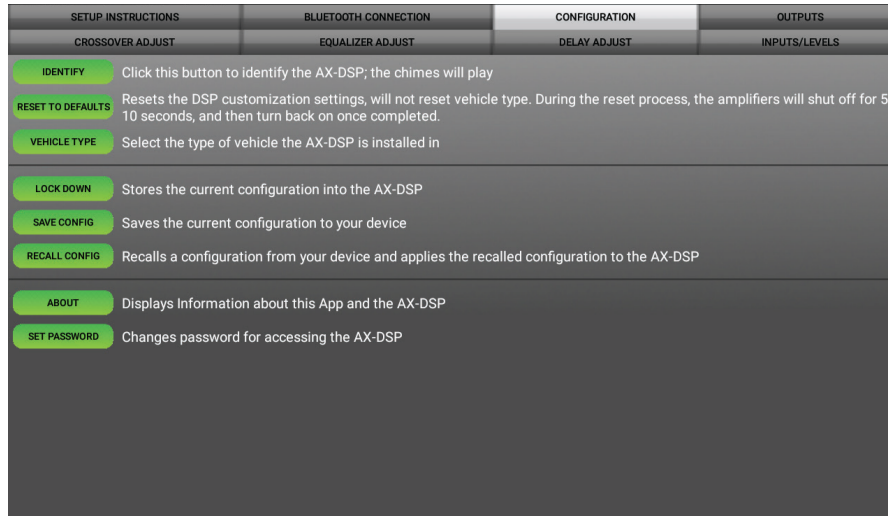 SETUP INSTRUCTIONS BLUETOOTH CONNECTION CONFIGURATION OUTPUTS
CROSSOVER ADJUST EQUALIZER ADJUST DELAY ADJUST INPUTS/LEVELS
IDENTIFY Click this button to identify the AX-DSP; the chimes will play
RESET TO DEFAULTS Resets the DSP customization settings, will not reset vehicle type. During the reset process, the amplifiers will shut off for 5
10 seconds, and then turn back on once completed.
VEHICLE TYPE Select the type of vehicle the AX-DSP is installed in
LOCK DOWN Stores the current configuration into the AX-DSP
SAVE CONFIG Saves the current configuration to your device
RECALL CONFIG Recalls a configuration from your device and applies the recalled configuration to the AX-DSP
ABOUT Displays Information about this App and the AX-DSP
SET PASSWORD Changes password for accessing the AX-DSP